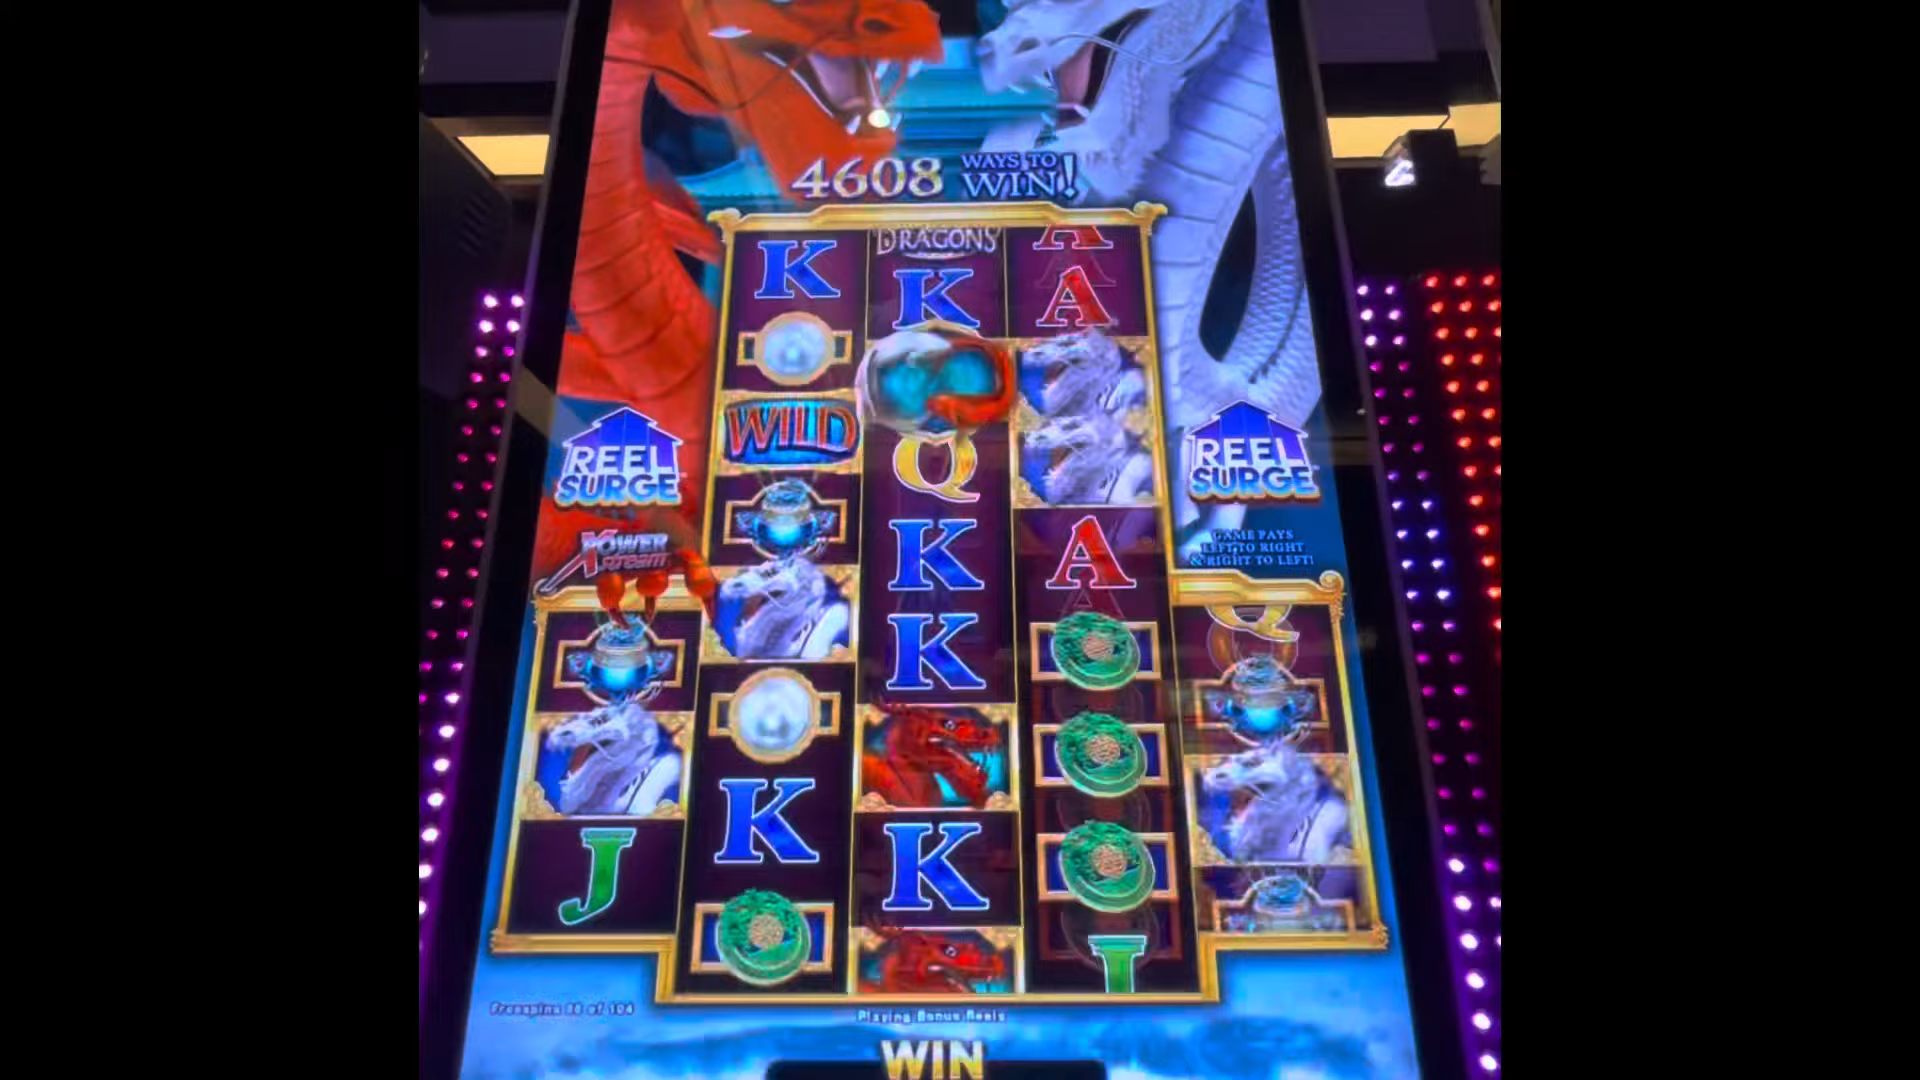 4608 WAYS TO WIN!
K DRAGONS A
K A
WILD
Q
REEL SURGE
REEL SURGE
K A
POWER XStream
GAME PAYS
LEFT TO RIGHT
& RIGHT TO LEFT!
Q
K
K
J K
J
Playing Bonus Reels
WIN